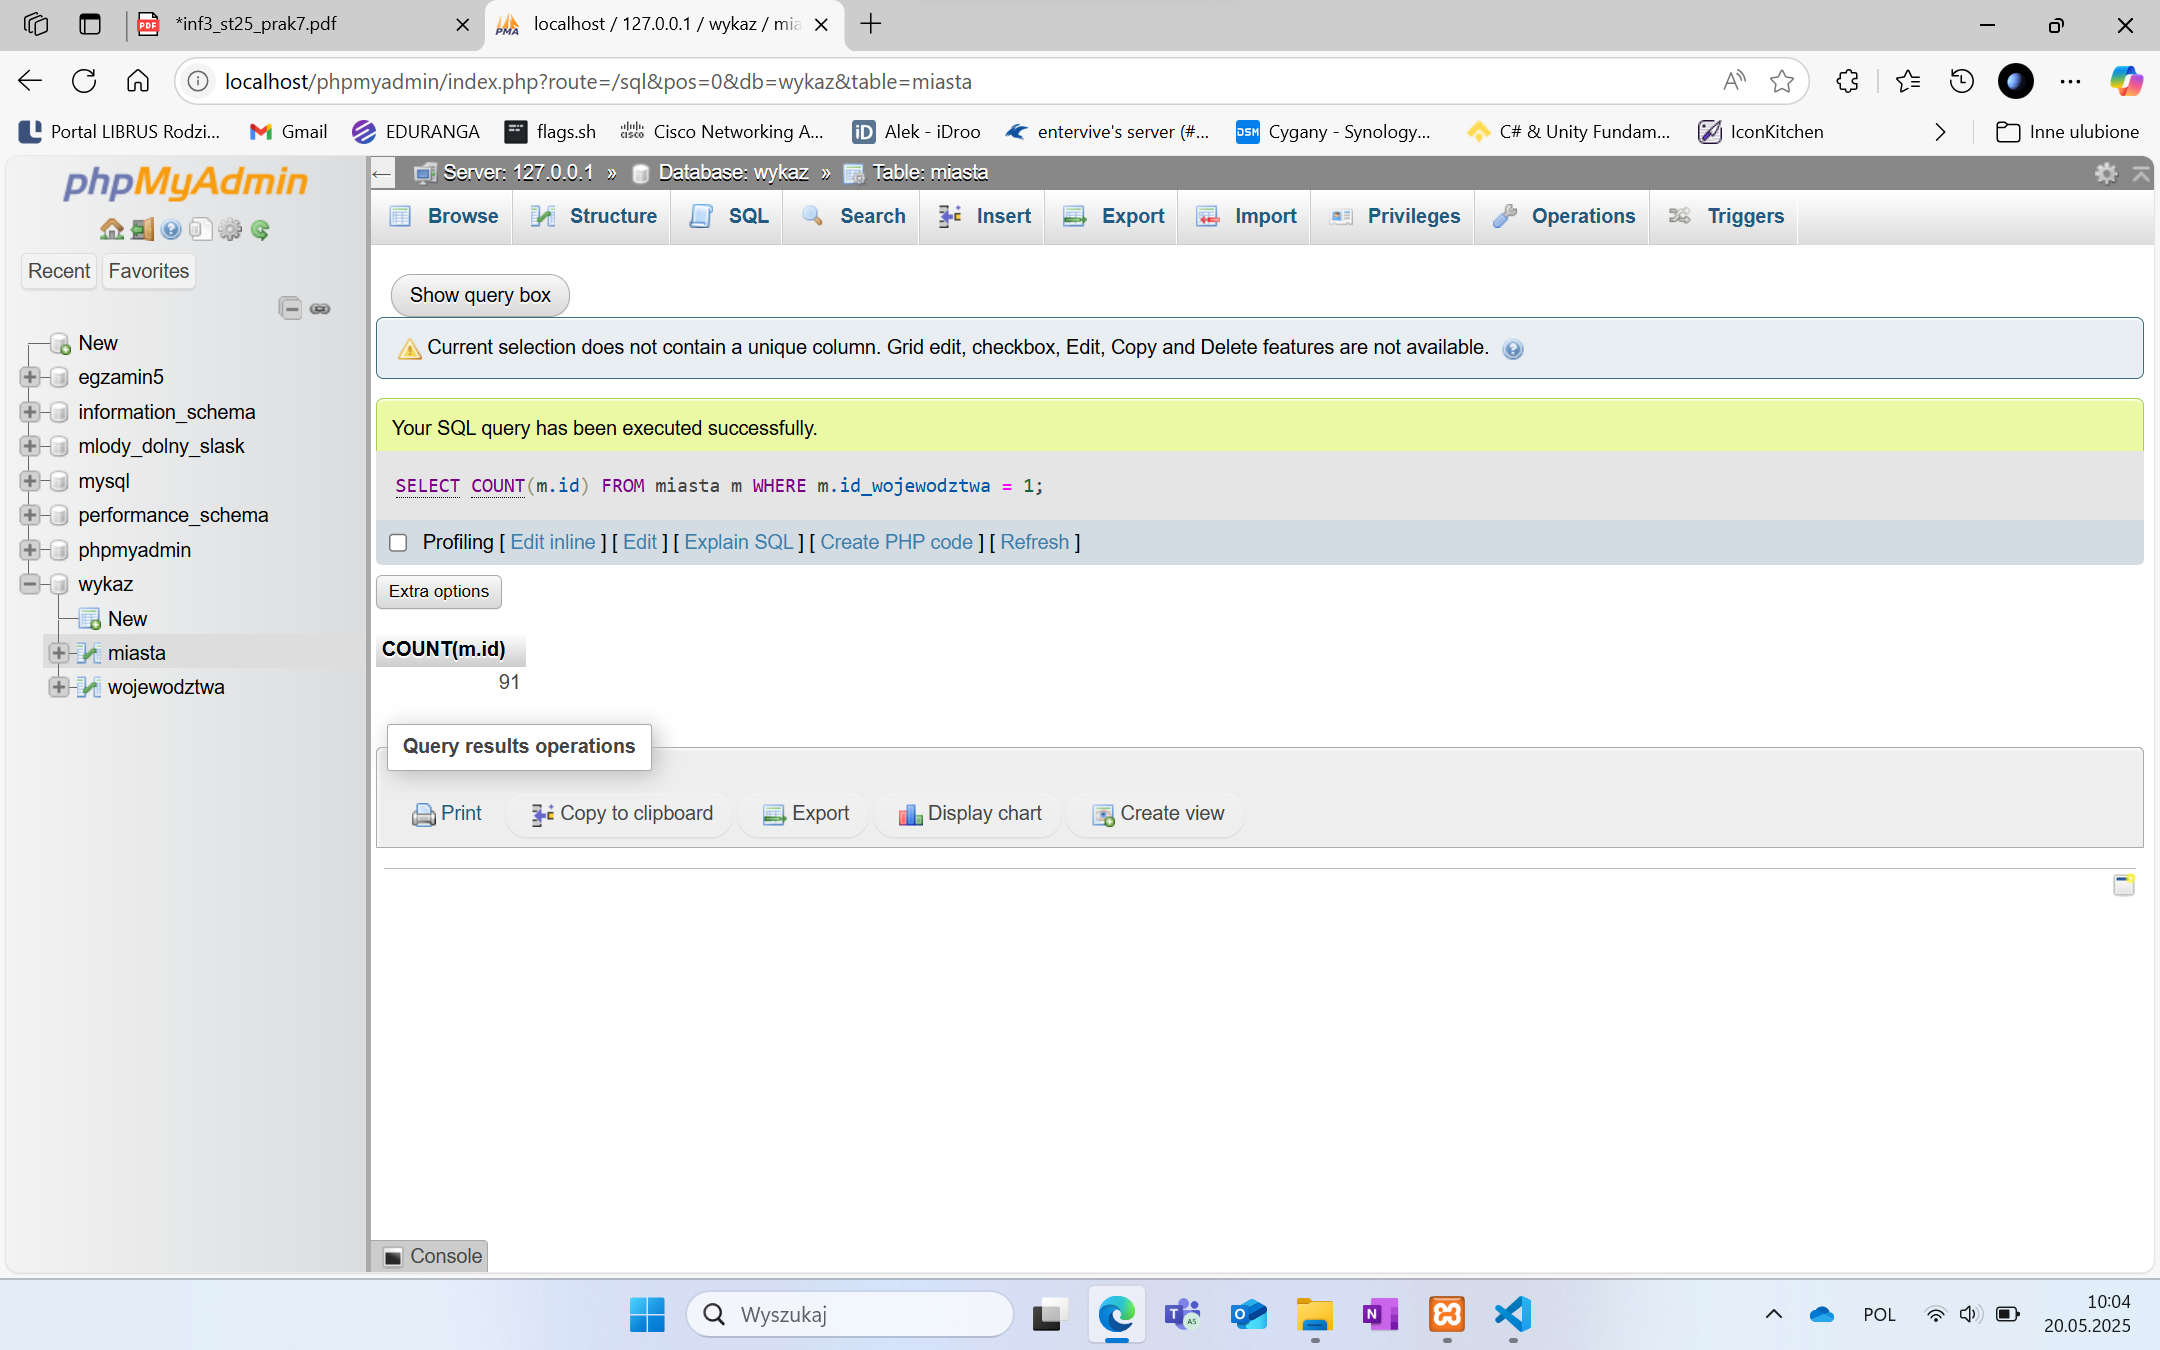 *inf3_st25_prak7.pdf
localhost / 127.0.0.1 / wykaz / mia
localhost/phpmyadmin/index.php?route=/sql&pos=0&db=wykaz&table=miasta
Portal LIBRUS Rodzi... Gmail EDURANGA flags.sh Cisco Networking A... iD Alek - iDroo entervive's server (#... DSM Cygany - Synology... C# & Unity Fundam... IconKitchen Inne ulubione
phpMyAdmin
Recent Favorites
New
egzamin5
information_schema
mlody_dolny_slask
mysql
performance_schema
phpmyadmin
wykaz
New
miasta
wojewodztwa
Server: 127.0.0.1 » Database: wykaz » Table: miasta
Browse Structure SQL Search Insert Export Import Privileges Operations Triggers
Show query box
Current selection does not contain a unique column. Grid edit, checkbox, Edit, Copy and Delete features are not available.
Your SQL query has been executed successfully.
SELECT COUNT(m.id) FROM miasta m WHERE m.id_wojewodztwa = 1;
Profiling [ Edit inline ] [ Edit ] [ Explain SQL ] [ Create PHP code ] [ Refresh ]
Extra options
COUNT(m.id)
91
Query results operations
Print Copy to clipboard Export Display chart Create view
Console
Wyszukaj
POL
10:04
20.05.2025